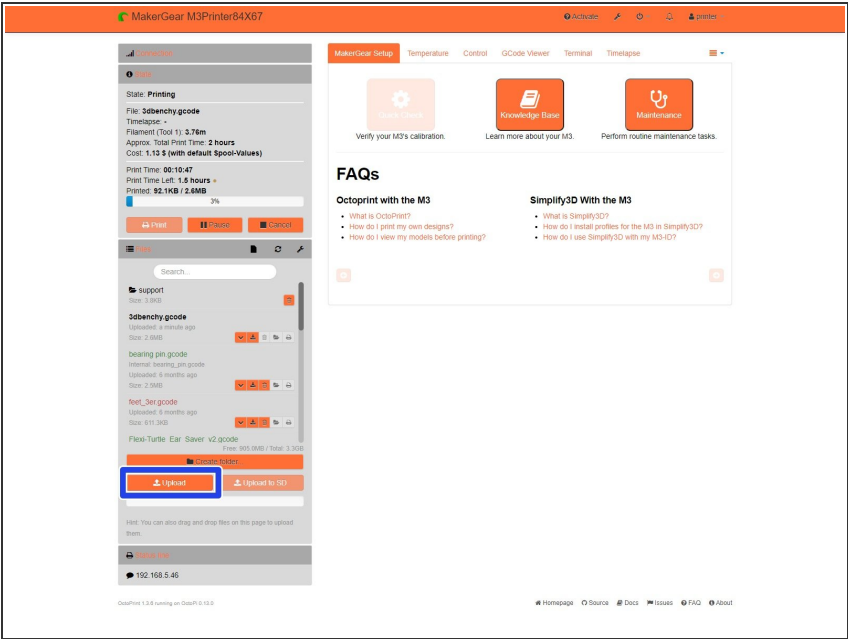 MakerGear M3Printer84X67
Activate
printer
Connection
State
State: Printing
File: 3dbenchy.gcode
Timelapse: -
Filament (Tool 1): 3.76m
Approx. Total Print Time: 2 hours
Cost: 1.13 $ (with default Spool-Values)
Print Time: 00:10:47
Print Time Left: 1.5 hours
Printed: 92.1KB / 2.6MB
3%
Print Pause Cancel
Files
Search...
support
Size: 3.8KB
3dbenchy.gcode
Uploaded: a minute ago
Size: 2.6MB
bearing pin.gcode
Internal: bearing_pin.gcode
Uploaded: 6 months ago
Size: 2.5MB
feet_3er.gcode
Uploaded: 6 months ago
Size: 611.3KB
Flexi-Turtle Ear Saver v2.gcode
Free: 905.0MB / Total: 3.3GB
Create folder...
Upload Upload to SD
Hint: You can also drag and drop files on this page to upload
them.
192.168.5.46
MakerGear Setup Temperature Control GCode Viewer Terminal Timelapse
Quick Check Knowledge Base Maintenance
Verify your M3's calibration. Learn more about your M3. Perform routine maintenance tasks.
FAQs
Octoprint with the M3
What is OctoPrint?
How do I print my own designs?
How do I view my models before printing?
Simplify3D With the M3
What is Simplify3D?
How do I install profiles for the M3 in Simplify3D?
How do I use Simplify3D with my M3-ID?
OctoPrint 1.3.8 running on OctoPi 0.13.0
Homepage Source Docs Issues FAQ About